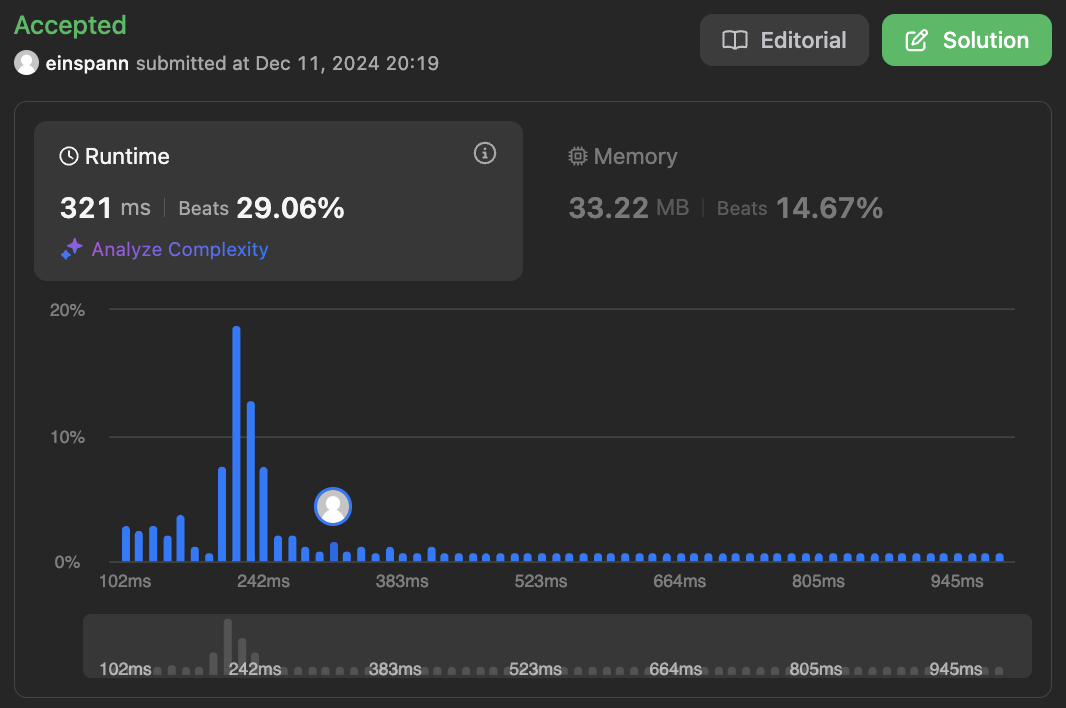 Accepted
einspann submitted at Dec 11, 2024 20:19
Editorial
Solution
Runtime
321 ms | Beats 29.06%
Analyze Complexity
Memory
33.22 MB | Beats 14.67%
20%
10%
0%
102ms 242ms 383ms 523ms 664ms 805ms 945ms
102ms 242ms 383ms 523ms 664ms 805ms 945ms